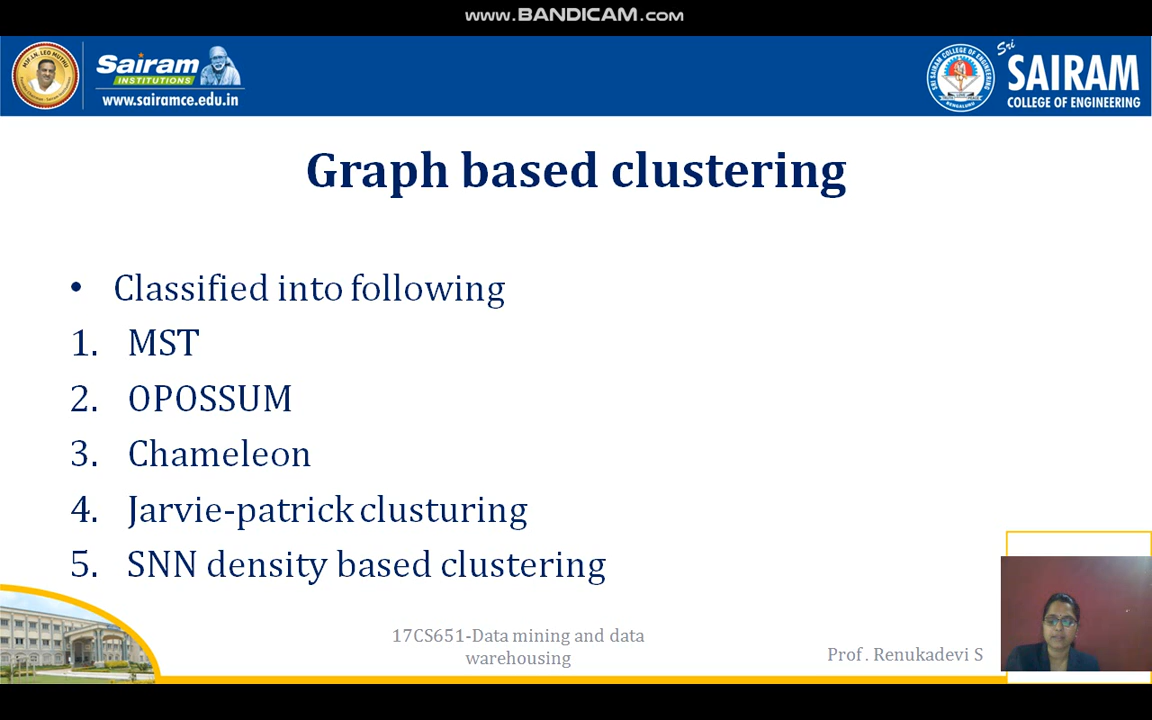 www.BANDICAM.com
Sairam
INSTITUTIONS
www.sairamce.edu.in
Sri
SAIRAM
COLLEGE OF ENGINEERING
Graph based clustering
• Classified into following
1. MST
2. OPOSSUM
3. Chameleon
4. Jarvie-patrick clusturing
5. SNN density based clustering
17CS651-Data mining and data
warehousing
Prof . Renukadevi S